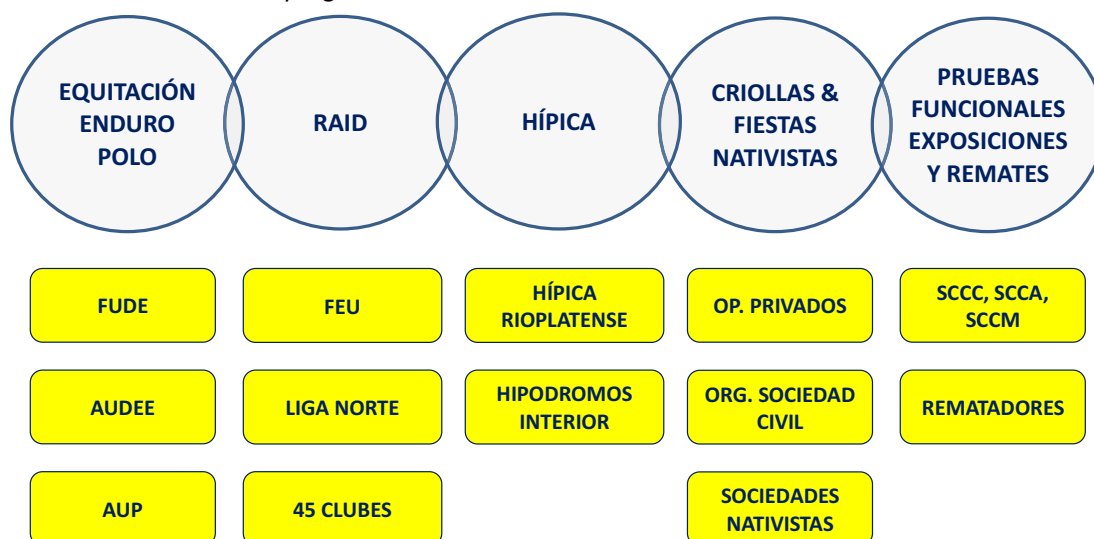 EQUITACIÓN
ENDURO
POLO
RAID
HÍPICA
CRIOLLAS &
FIESTAS
NATIVISTAS
PRUEBAS
FUNCIONALES
EXPOSICIONES
Y REMATES
FUDE
FEU
HÍPICA
RIOPLATENSE
OP. PRIVADOS
SCCC, SCCA,
SCCM
AUDEE
LIGA NORTE
HIPODROMOS
INTERIOR
ORG. SOCIEDAD
CIVIL
REMATADORES
AUP
45 CLUBES
SOCIEDADES
NATIVISTAS